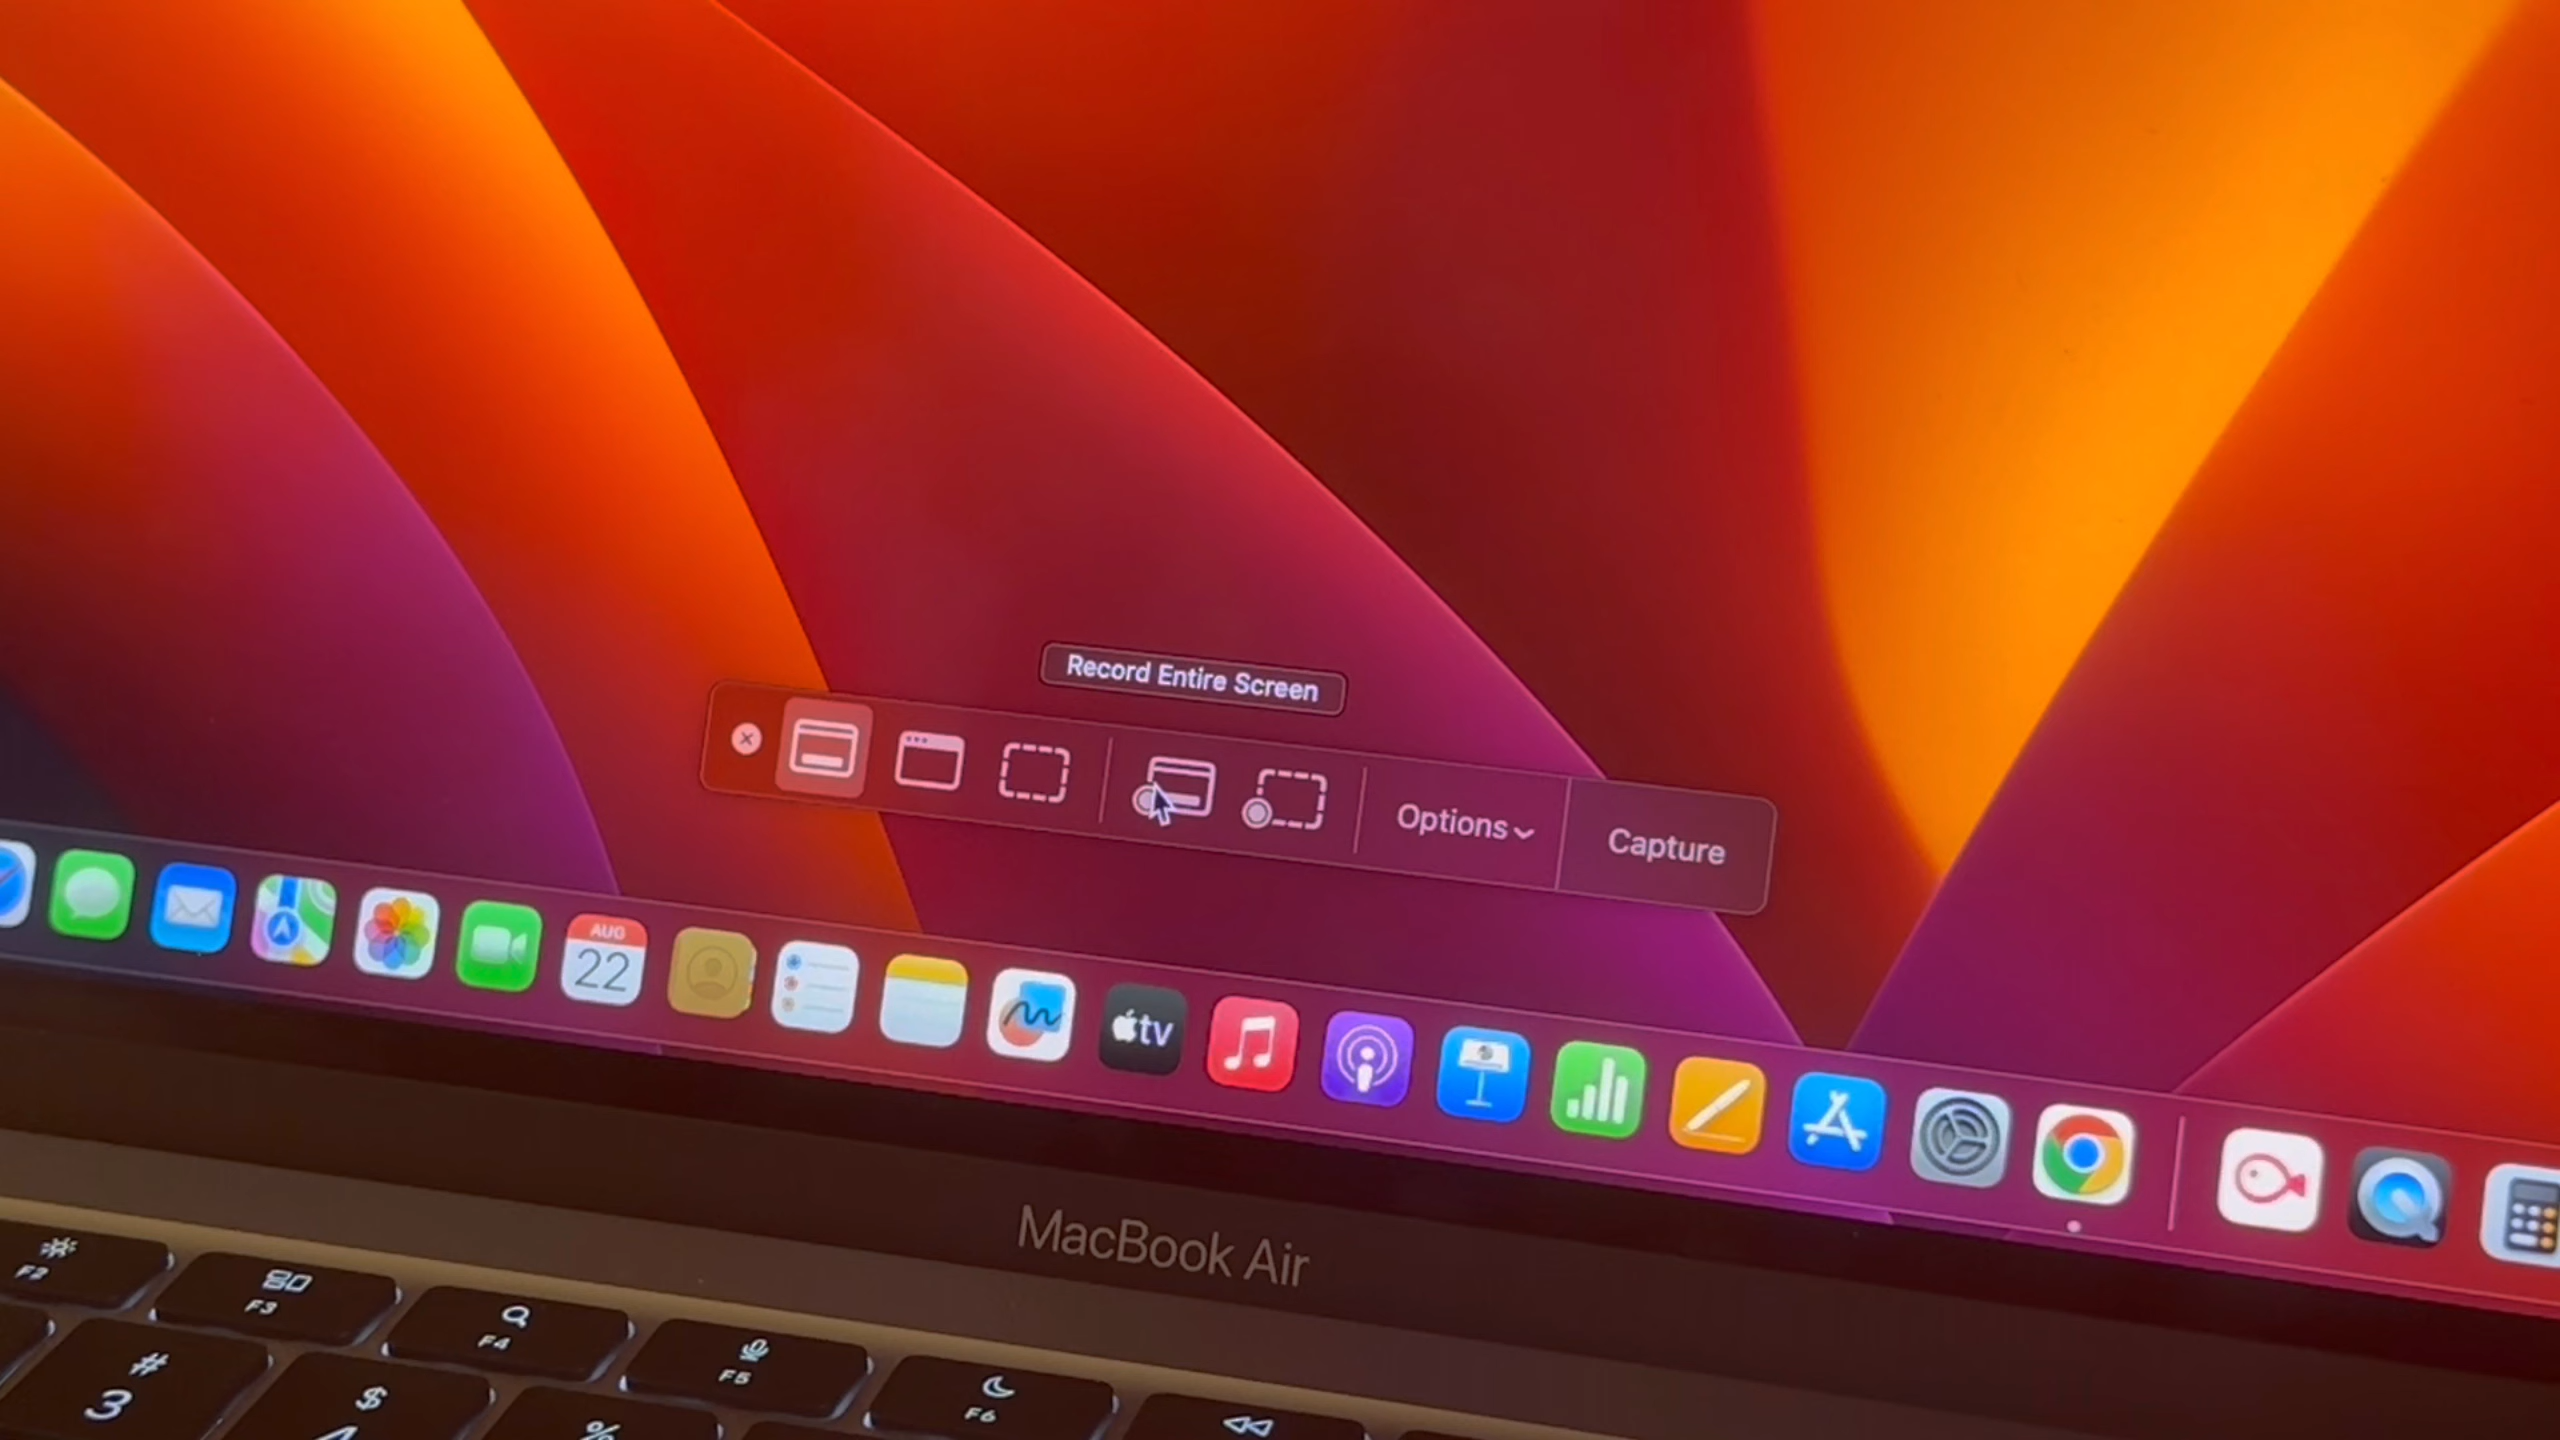 Record Entire Screen
Options
Capture
AUG
22
tv
MacBook Air
F2
F3
F4
F5
F6
#
3
$
%